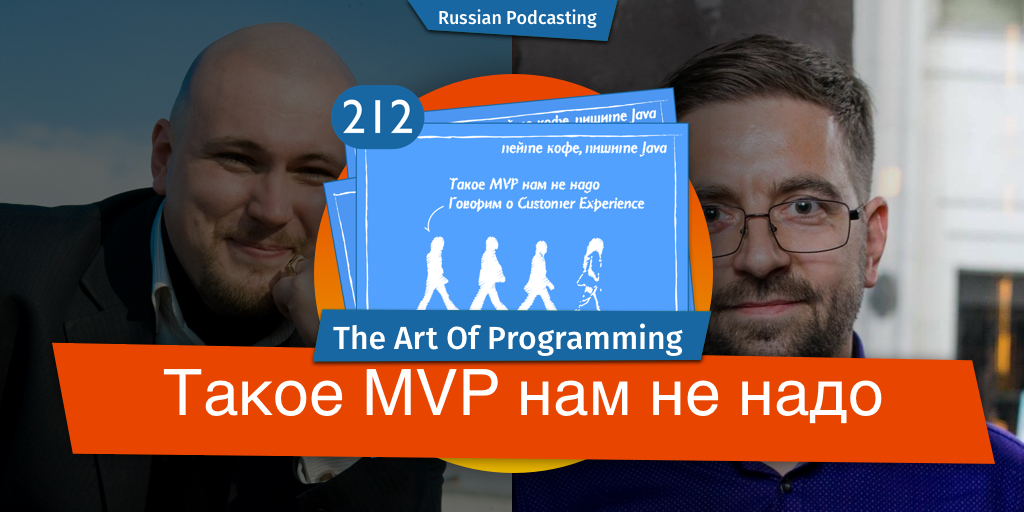 Russian Podcasting
212
кофе, пишите Java
пейте кофе, пишите Java
Такое MVP нам не надо
Говорим о Customer Experience
The Art Of Programming
Такое MVP нам не надо